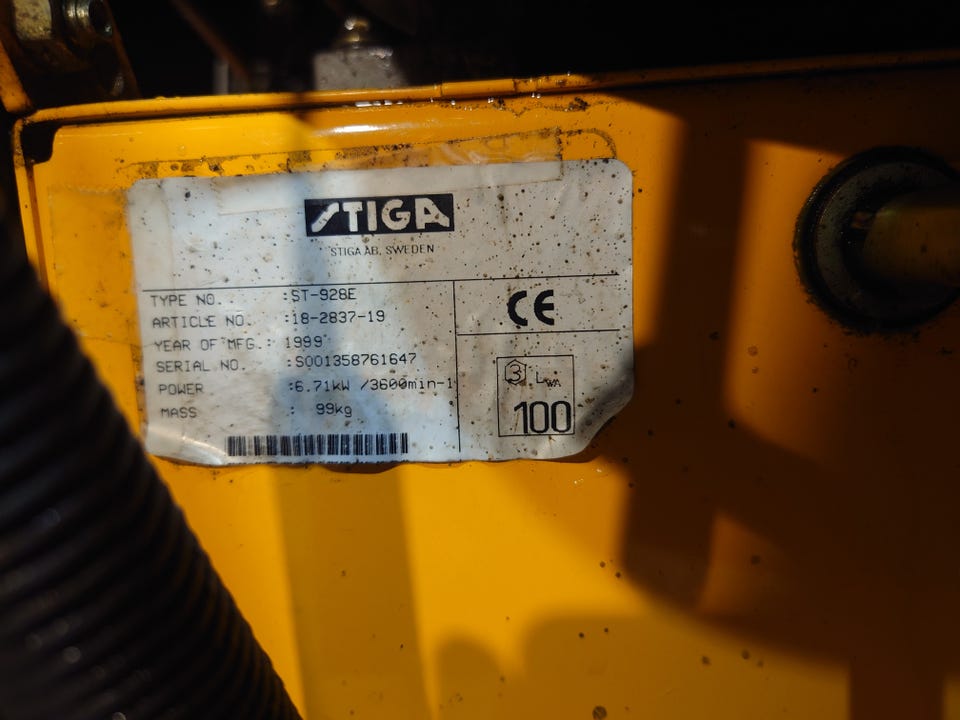 STIGA
STIGA AB, SWEDEN
TYPE NO. . :ST-928E
ARTICLE NO. :18-2837-19
YEAR OF MFG.: 1999
SERIAL NO. :S001358761647
POWER :6.71kW /3600min-1
MASS : 99kg
CE
3 LWA
100